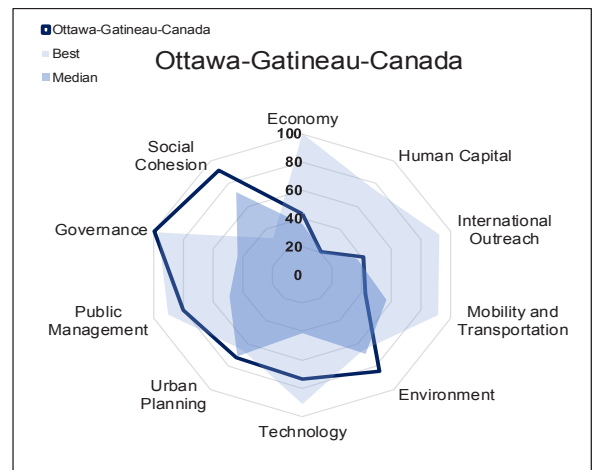 Ottawa-Gatineau-Canada
Best
Median
Ottawa-Gatineau-Canada
Economy
Human Capital
International
Outreach
Mobility and
Transportation
Environment
Technology
Urban
Planning
Public
Management
Governance
Social
Cohesion
100
80
60
40
20
0